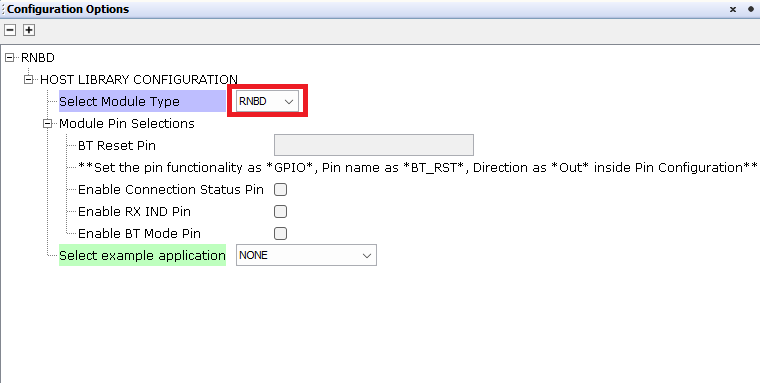 Configuration Options
RNBD
HOST LIBRARY CONFIGURATION
Select Module Type RNBD
Module Pin Selections
BT Reset Pin
**Set the pin functionality as *GPIO*, Pin name as *BT_RST*, Direction as *Out* inside Pin Configuration**
Enable Connection Status Pin
Enable RX IND Pin
Enable BT Mode Pin
Select example application NONE